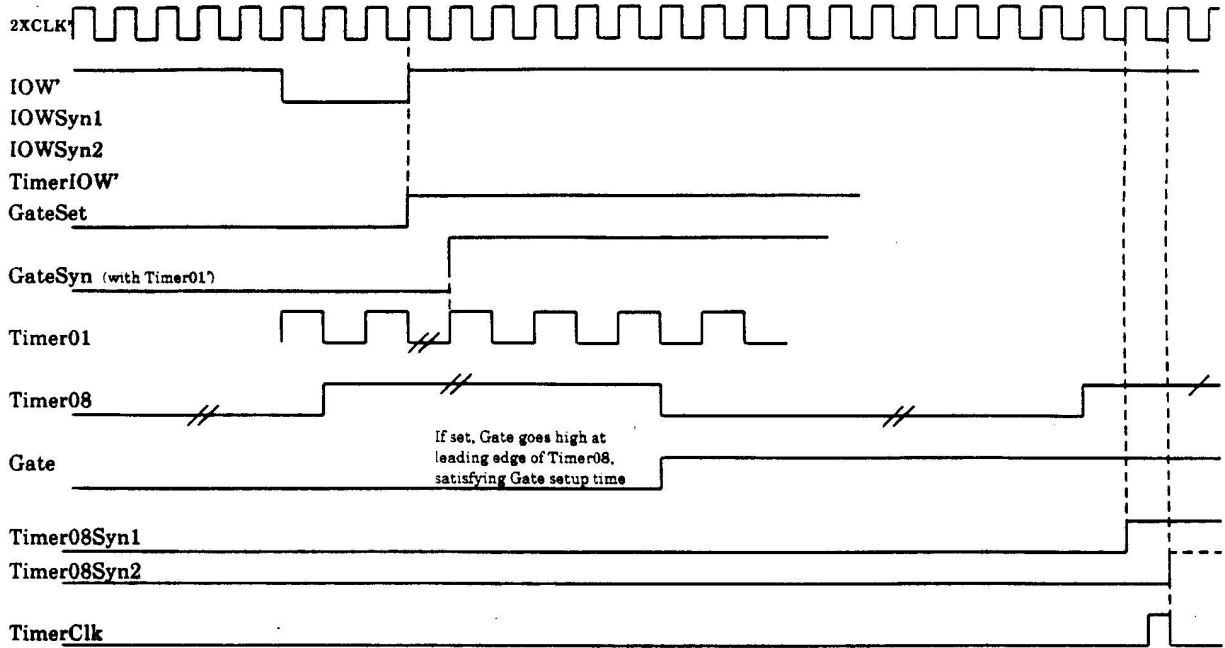 2XCLK'
IOW'
IOWSyn1
IOWSyn2
TimerIOW'
GateSet
GateSyn (with Timer01')
Timer01
Timer08
If set, Gate goes high at
leading edge of Timer08,
satisfying Gate setup time
Gate
Timer08Syn1
Timer08Syn2
TimerClk